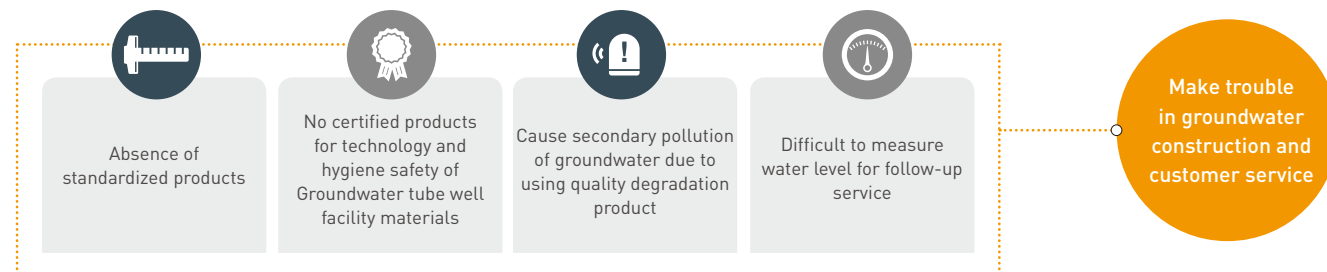 Absence of
standardized products
No certified products
for technology and
hygiene safety of
Groundwater tube well
facility materials
Cause secondary pollution
of groundwater due to
using quality degradation
product
Difficult to measure
water level for follow-up
service
Make trouble
in groundwater
construction and
customer service